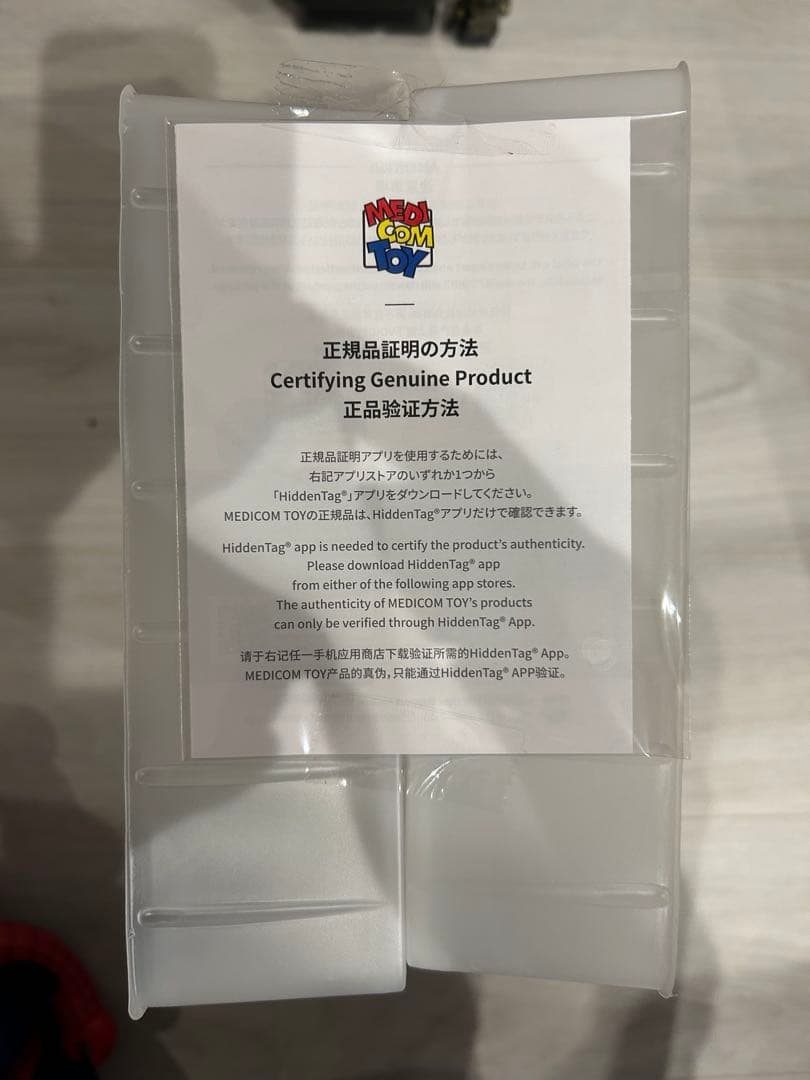 MEDI
COM
TOY
正規品証明の方法
Certifying Genuine Product
正品验证方法
正規品証明アプリを使用するためには、
右記アプリストアのいずれか1つから
「HiddenTag®」アプリをダウンロードしてください。
MEDICOM TOYの正規品は、HiddenTag®アプリだけで確認できます。
HiddenTag® app is needed to certify the product's authenticity.
Please download HiddenTag® app
from either of the following app stores.
The authenticity of MEDICOM TOY's products
can only be verified through HiddenTag® App.
请于右记任一手机应用商店下载验证所需的HiddenTag® App。
MEDICOM TOY产品的真伪，只能通过HiddenTag® APP验证。